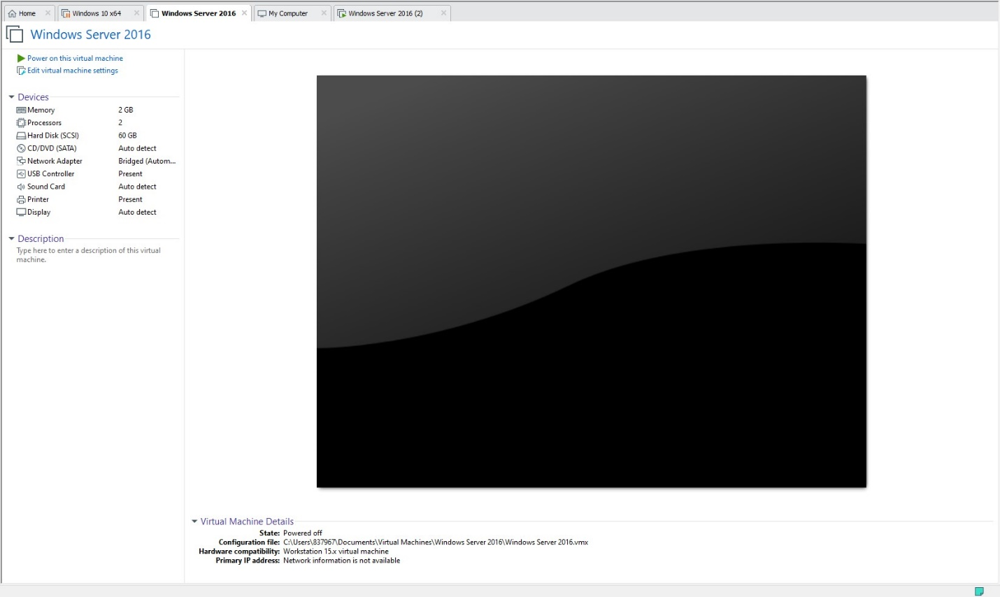 Home
Windows 10 x64
Windows Server 2016
My Computer
Windows Server 2016 (2)
Windows Server 2016
Power on this virtual machine
Edit virtual machine settings
Devices
Memory 2 GB
Processors 2
Hard Disk (SCSI) 60 GB
CD/DVD (SATA) Auto detect
Network Adapter Bridged (Autom...
USB Controller Present
Sound Card Auto detect
Printer Present
Display Auto detect
Description
Type here to enter a description of this virtual
machine.
Virtual Machine Details
State: Powered off
Configuration file: C:\Users\837967\Documents\Virtual Machines\Windows Server 2016\Windows Server 2016.vmx
Hardware compatibility: Workstation 15.x virtual machine
Primary IP address: Network information is not available